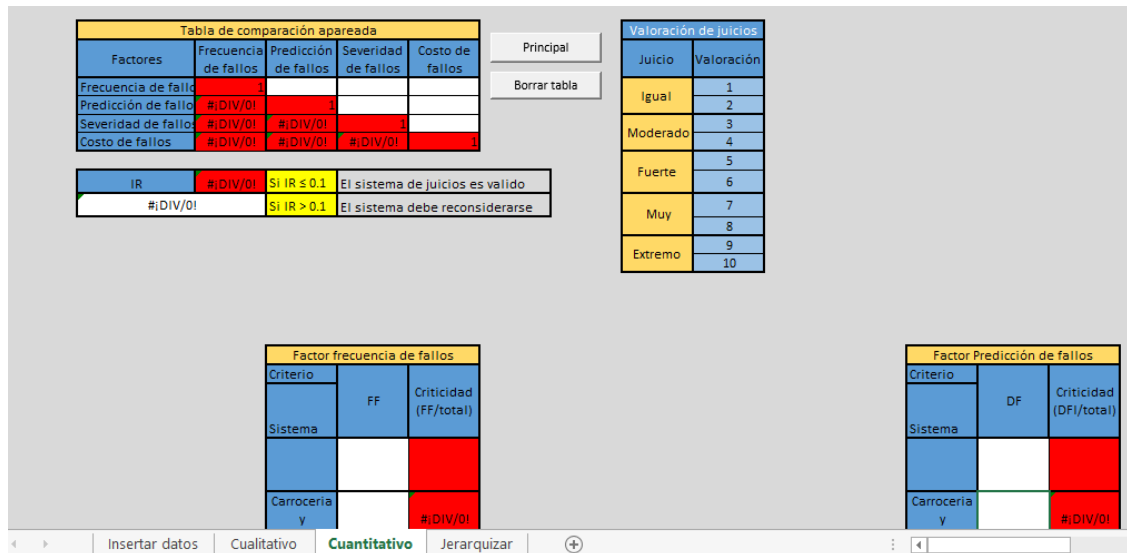 Tabla de comparación apareada
Factores Frecuencia de fallos Predicción de fallos Severidad de fallos Costo de fallos
Frecuencia de fallo 1
Predicción de fallo #¡DIV/0! 1
Severidad de fallos #¡DIV/0! #¡DIV/0! 1
Costo de fallos #¡DIV/0! #¡DIV/0! #¡DIV/0! 1
Principal
Borrar tabla
IR #¡DIV/0! Si IR ≤ 0.1 El sistema de juicios es valido
#¡DIV/0! Si IR > 0.1 El sistema debe reconsiderarse
Valoración de juicios
Juicio Valoración
Igual 1
2
Moderado 3
4
Fuerte 5
6
Muy 7
8
Extremo 9
10
Factor frecuencia de fallos
Criterio
Sistema FF Criticidad (FF/total)
Carroceria y #¡DIV/0!
Factor Predicción de fallos
Criterio
Sistema DF Criticidad (DFI/total)
Carroceria y #¡DIV/0!
Insertar datos Cualitativo Cuantitativo Jerarquizar